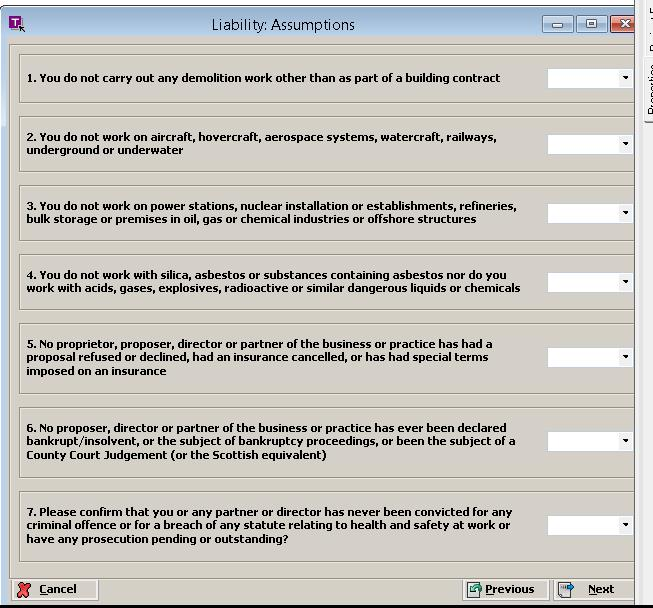 Liability: Assumptions
1. You do not carry out any demolition work other than as part of a building contract
2. You do not work on aircraft, hovercraft, aerospace systems, watercraft, railways,
underground or underwater
3. You do not work on power stations, nuclear installation or establishments, refineries,
bulk storage or premises in oil, gas or chemical industries or offshore structures
4. You do not work with silica, asbestos or substances containing asbestos nor do you
work with acids, gases, explosives, radioactive or similar dangerous liquids or chemicals
5. No proprietor, proposer, director or partner of the business or practice has had a
proposal refused or declined, had an insurance cancelled, or has had special terms
imposed on an insurance
6. No proposer, director or partner of the business or practice has ever been declared
bankrupt/insolvent, or the subject of bankruptcy proceedings, or been the subject of a
County Court Judgement (or the Scottish equivalent)
7. Please confirm that you or any partner or director has never been convicted for any
criminal offence or for a breach of any statute relating to health and safety at work or
have any prosecution pending or outstanding?
Cancel
Previous
Next